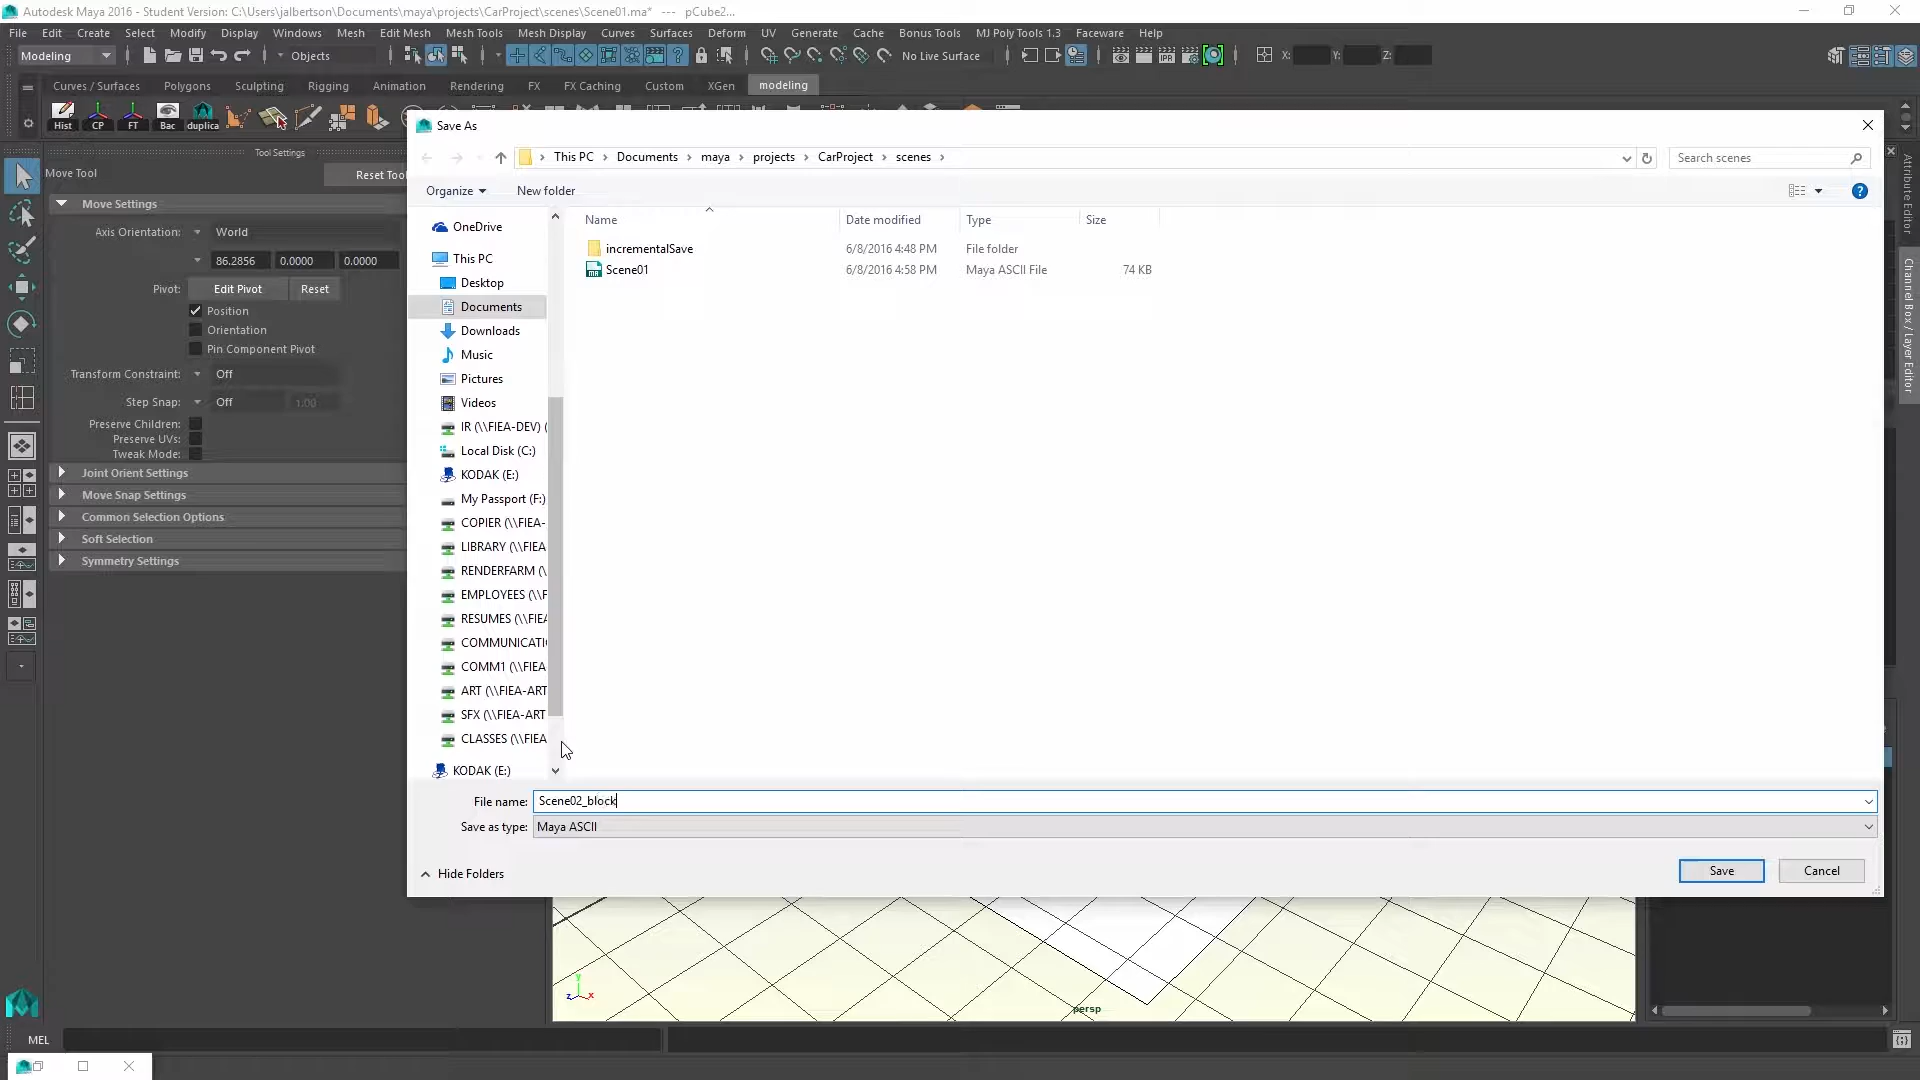 Autodesk Maya 2016 - Student Version: C:\Users\jalbertson\Documents\maya\projects\CarProject\scenes\Scene01.ma* --- pCube2...
File Edit Create Select Modify Display Windows Mesh Edit Mesh Mesh Tools Mesh Display Curves Surfaces Deform UV Generate Cache Bonus Tools MJ Poly Tools 1.3 Faceware Help
Modeling Objects No Live Surface IPR X: Y: Z:
Curves / Surfaces Polygons Sculpting Rigging Animation Rendering FX FX Caching Custom XGen modeling
Hist CP FT Bac duplica
Tool Settings
Move Tool Reset Tool
Move Settings
Axis Orientation: World
86.2856 0.0000 0.0000
Pivot: Edit Pivot Reset
Position
Orientation
Pin Component Pivot
Transform Constraint: Off
Step Snap: Off 1.00
Preserve Children:
Preserve UVs:
Tweak Mode:
Joint Orient Settings
Move Snap Settings
Common Selection Options
Soft Selection
Symmetry Settings
Save As
This PC Documents maya projects CarProject scenes
Search scenes
Organize New folder
Name Date modified Type Size
incrementalSave 6/8/2016 4:48 PM File folder
Scene01 6/8/2016 4:58 PM Maya ASCII File 74 KB
OneDrive
This PC
Desktop
Documents
Downloads
Music
Pictures
Videos
IR (\\FIEA-DEV) (
Local Disk (C:)
KODAK (E:)
My Passport (F:)
COPIER (\\FIEA-
LIBRARY (\\FIEA
RENDERFARM (\
EMPLOYEES (\\F
RESUMES (\\FIEA
COMMUNICATI
COMM1 (\\FIEA
ART (\\FIEA-ART
SFX (\\FIEA-ART
CLASSES (\\FIEA
KODAK (E:)
File name: Scene02_block
Save as type: Maya ASCII
Hide Folders
Save Cancel
Attribute Editor
Channel Box / Layer Editor
y
z x
persp
MEL